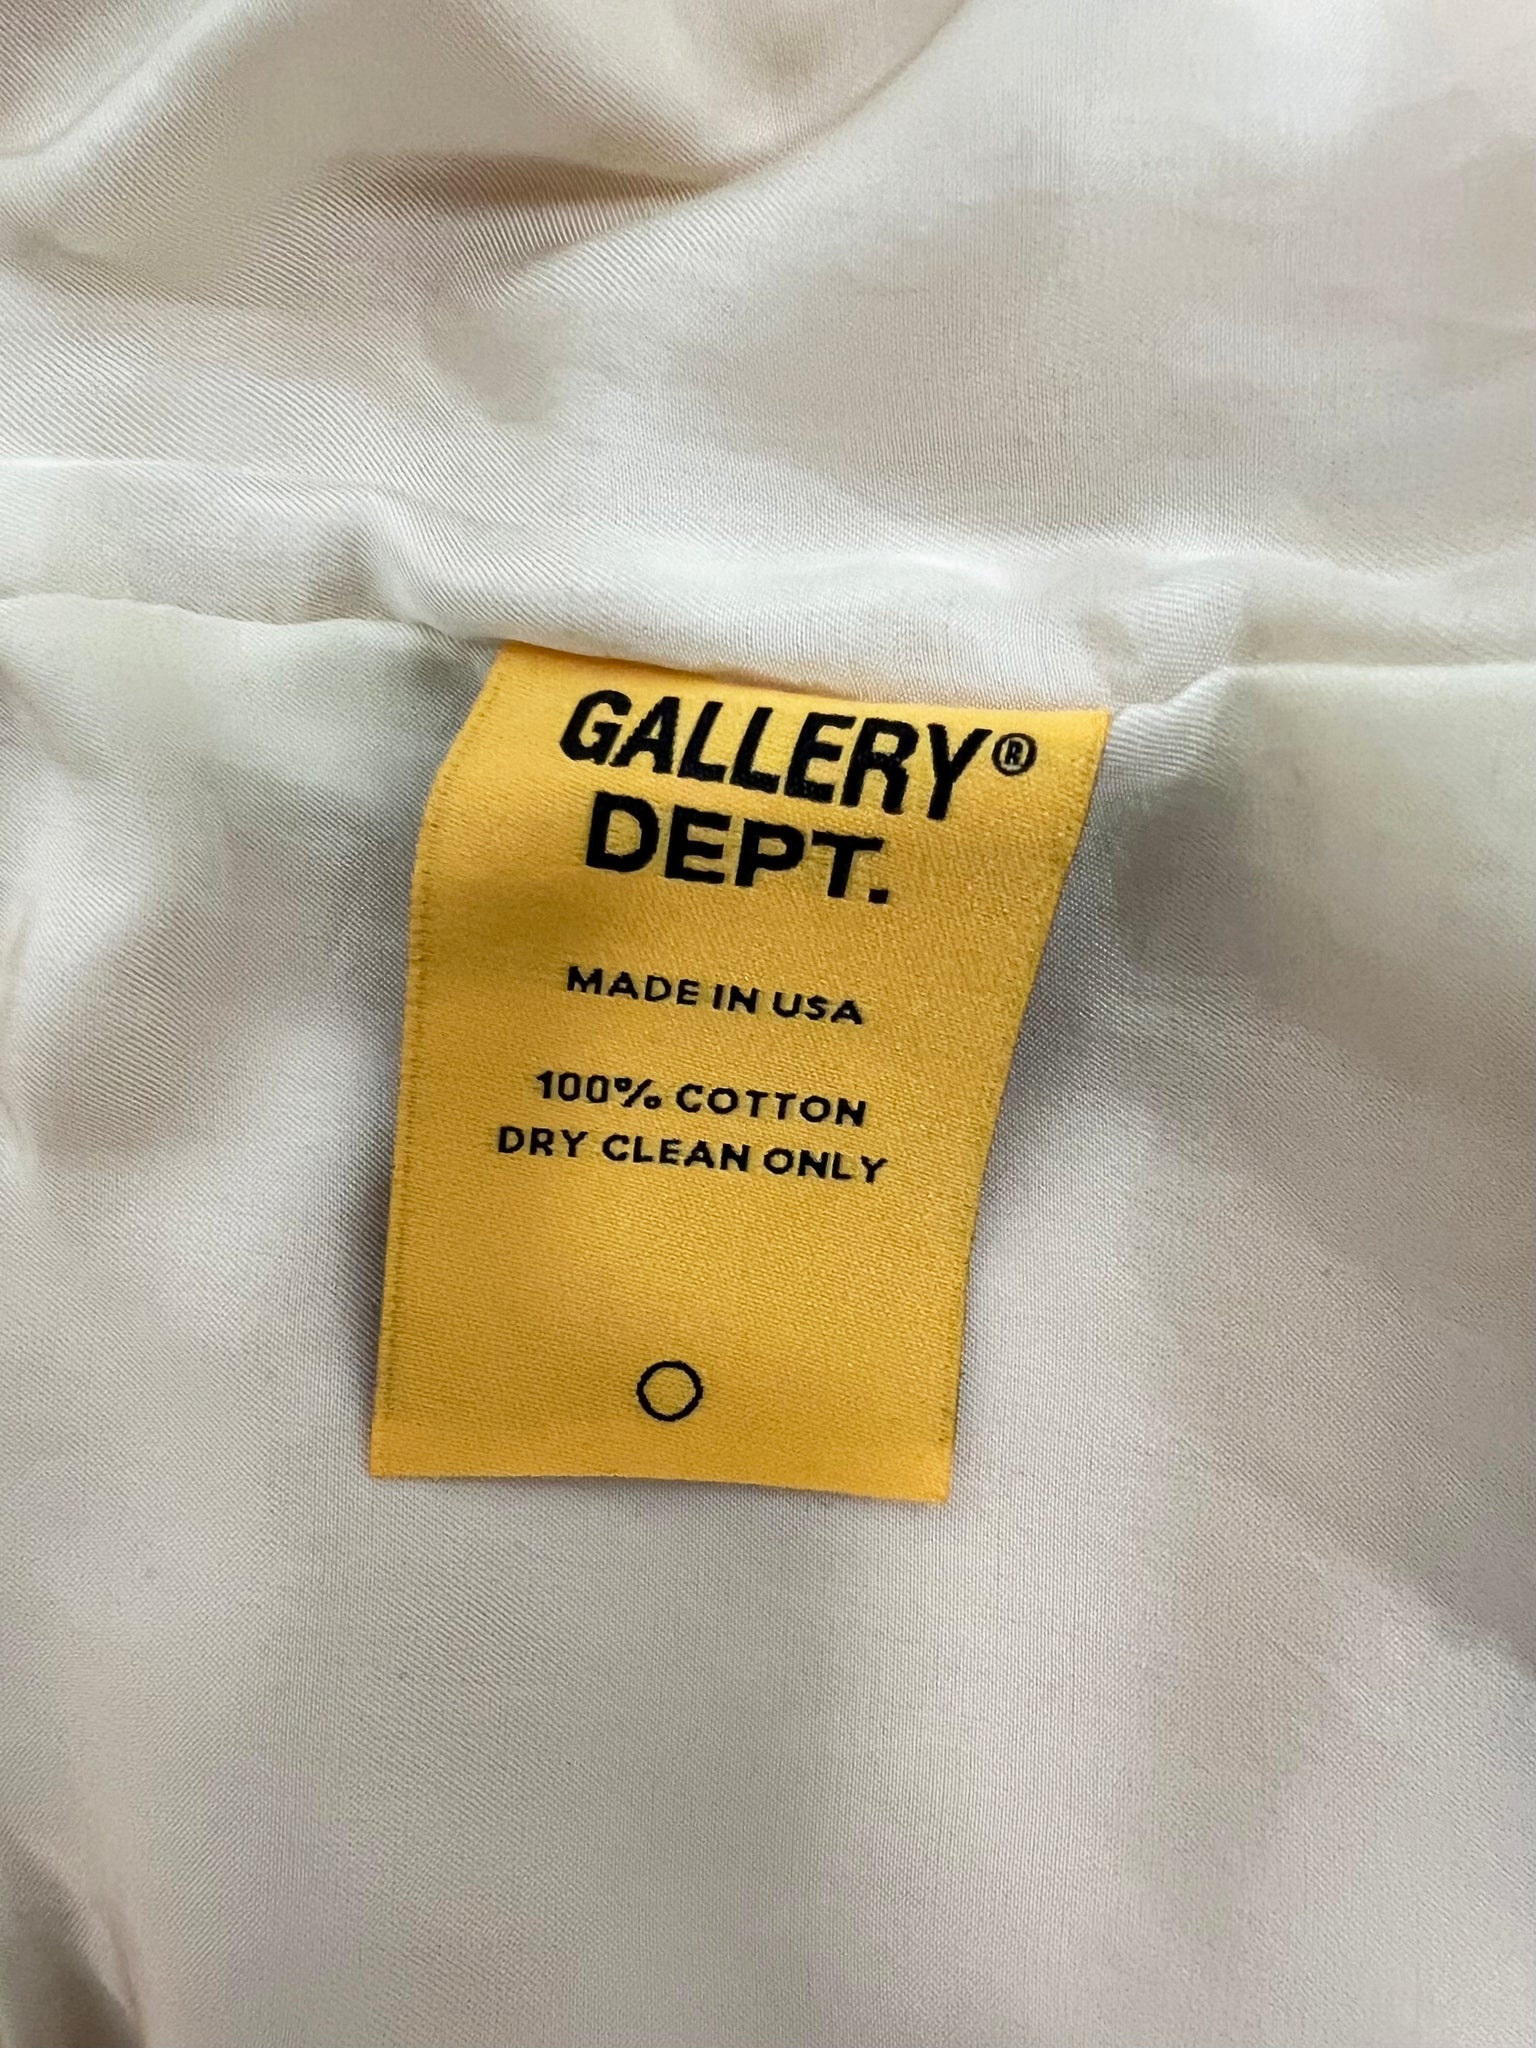 GALLERY®
DEPT.
MADE IN USA
100% COTTON
DRY CLEAN ONLY